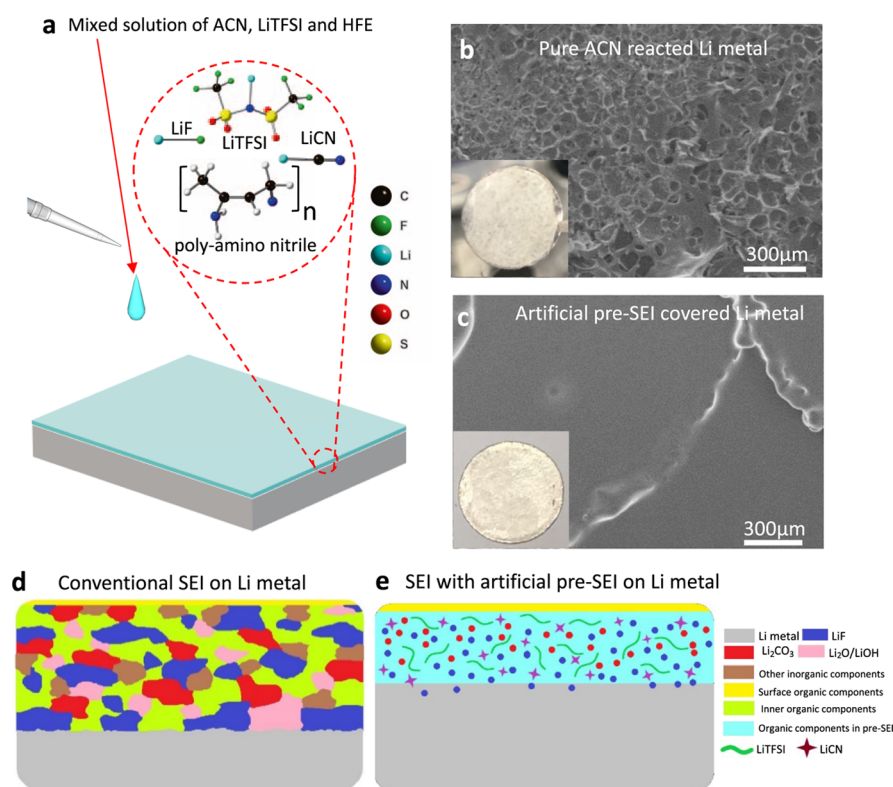 a Mixed solution of ACN, LiTFSI and HFE
LiF
LiTFSI
LiCN
n
poly-amino nitrile
C
F
Li
N
O
S
b
Pure ACN reacted Li metal
300μm
c
Artificial pre-SEI covered Li metal
300μm
d Conventional SEI on Li metal
e SEI with artificial pre-SEI on Li metal
Li metal LiF
Li₂CO₃ Li₂O/LiOH
Other inorganic components
Surface organic components
Inner organic components
Organic components in pre-SEI
LiTFSI LiCN